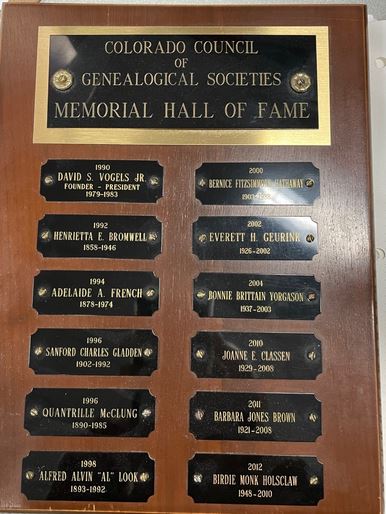 COLORADO COUNCIL
OF
GENEALOGICAL SOCIETIES
MEMORIAL HALL OF FAME
1990
DAVID S. VOGELS JR.
FOUNDER - PRESIDENT
1979-1983
1992
HENRIETTA E. BROMWELL
1858-1946
1994
ADELAIDE A. FRENCH
1878-1974
1996
SANFORD CHARLES GLADDEN
1902-1992
1996
QUANTRILLE McCLUNG
1890-1985
1998
ALFRED ALVIN "AL" LOOK
1893-1992
2000
BERNICE FITZSIMMONS HATHAWAY
2002
EVERETT H. GEURINK
1926-2002
2004
BONNIE BRITTAIN YORGASON
1937-2003
2010
JOANNE E. CLASSEN
1929-2008
2011
BARBARA JONES BROWN
1921-2008
2012
BIRDIE MONK HOLSCLAW
1948-2010